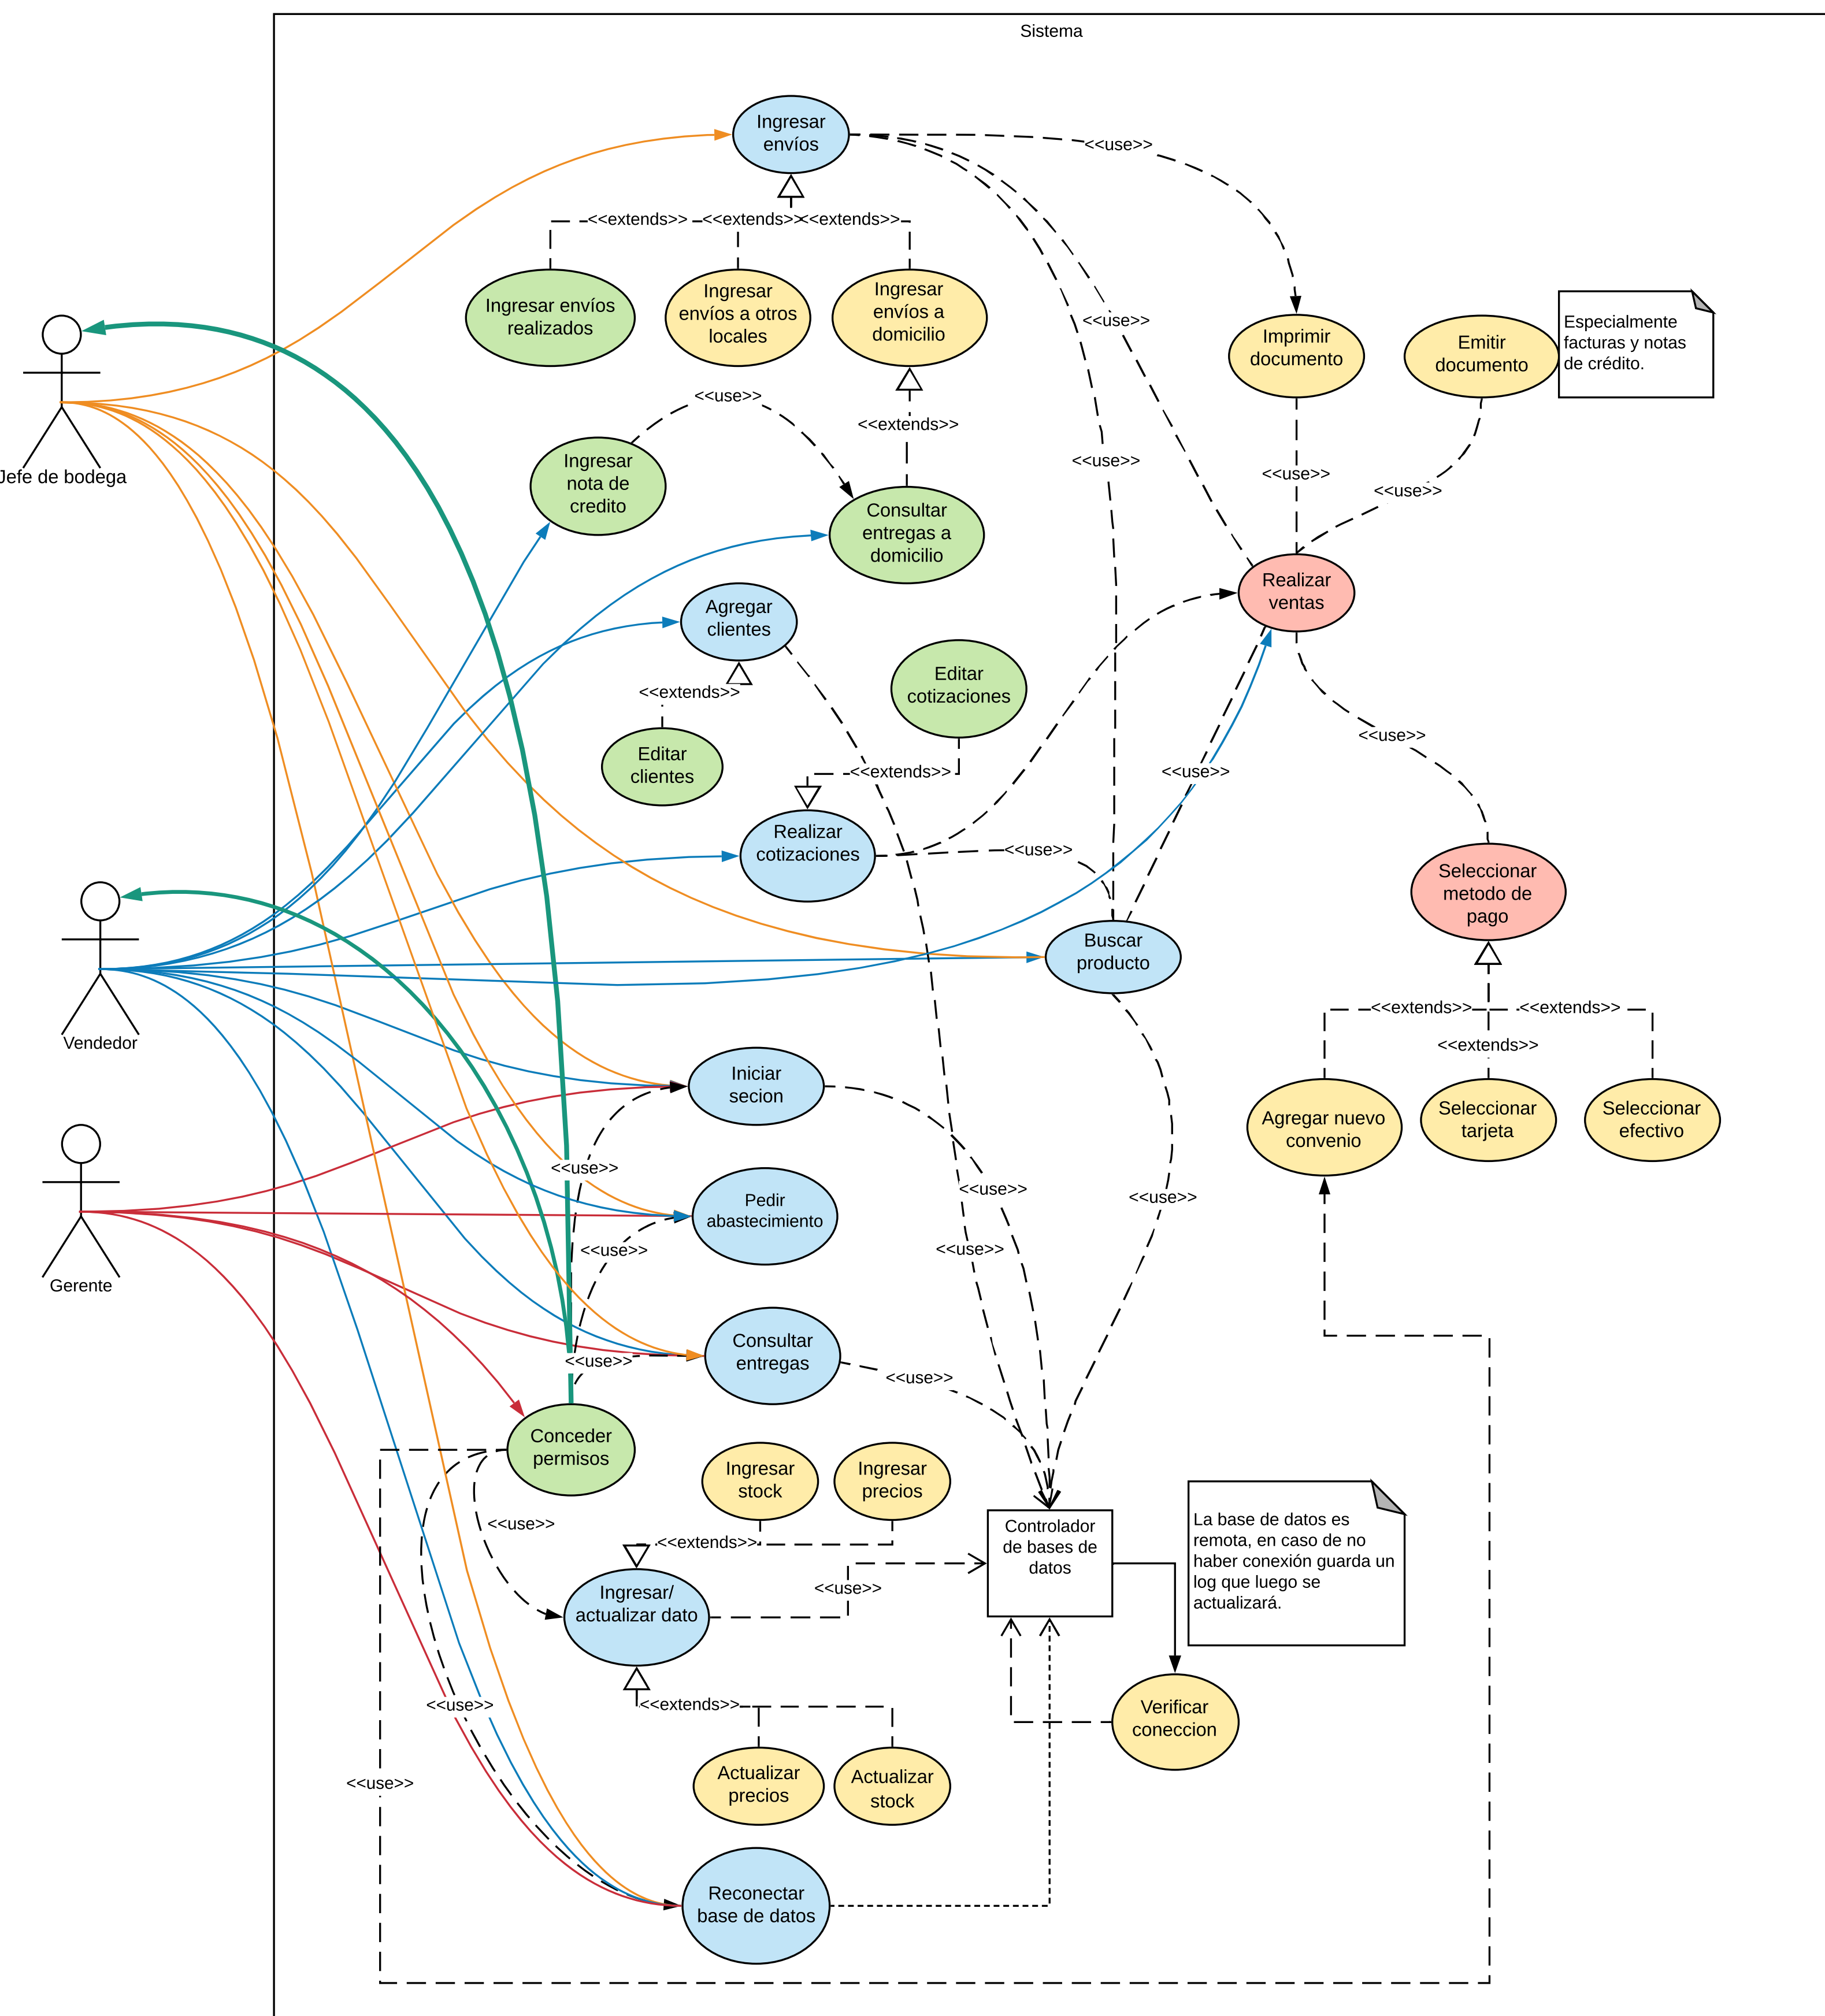 Sistema
Ingresar
envíos
<<use>>
<<extends>>
<<extends>>
<<extends>>
Ingresar envíos
realizados
Ingresar
envíos a otros
locales
Ingresar
envíos a
domicilio
<<use>>
Imprimir
documento
Emitir
documento
Especialmente
facturas y notas
de crédito.
Jefe de bodega
<<use>>
<<extends>>
<<use>>
<<use>>
<<use>>
Ingresar
nota de
credito
Consultar
entregas a
domicilio
Realizar
ventas
Agregar
clientes
<<extends>>
Editar
cotizaciones
Editar
clientes
<<extends>>
<<use>>
<<use>>
Realizar
cotizaciones
<<use>>
Seleccionar
metodo de
pago
Buscar
producto
Vendedor
<<extends>>
<<extends>>
<<extends>>
Iniciar
secion
Agregar nuevo
convenio
Seleccionar
tarjeta
Seleccionar
efectivo
<<use>>
Pedir
abastecimiento
<<use>>
<<use>>
<<use>>
<<use>>
Gerente
Consultar
entregas
<<use>>
<<use>>
Conceder
permisos
Ingresar
stock
Ingresar
precios
<<use>>
<<extends>>
Controlador
de bases de
datos
La base de datos es
remota, en caso de no
haber conexión guarda un
log que luego se
actualizará.
Ingresar/
actualizar dato
<<use>>
<<use>>
<<extends>>
Verificar
coneccion
<<use>>
Actualizar
precios
Actualizar
stock
Reconectar
base de datos